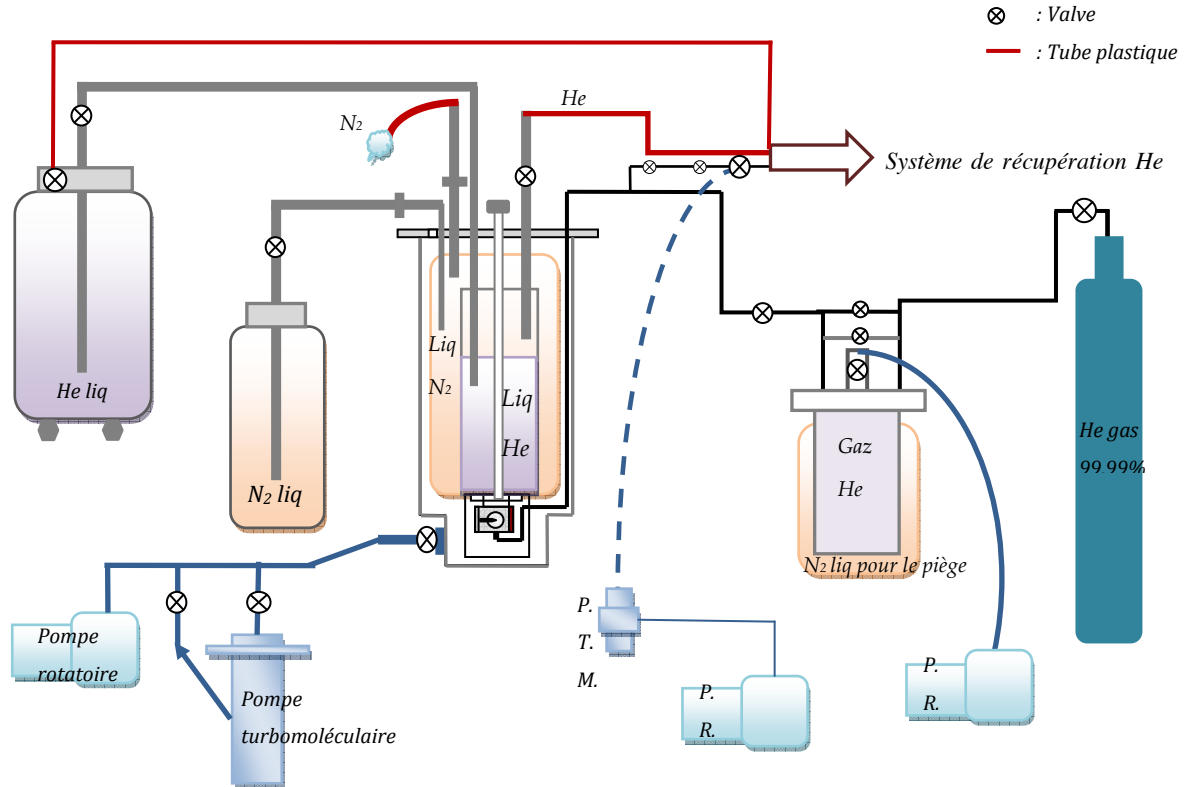 : Valve
: Tube plastique
He
N2
Système de récupération He
Liq
N2
Liq
He
He liq
N2 liq
Gaz
He
He gas
99.99%
N2 liq pour le piège
Pompe
rotatoire
Pompe
turbomoléculaire
P.
T.
M.
P.
R.
P.
R.